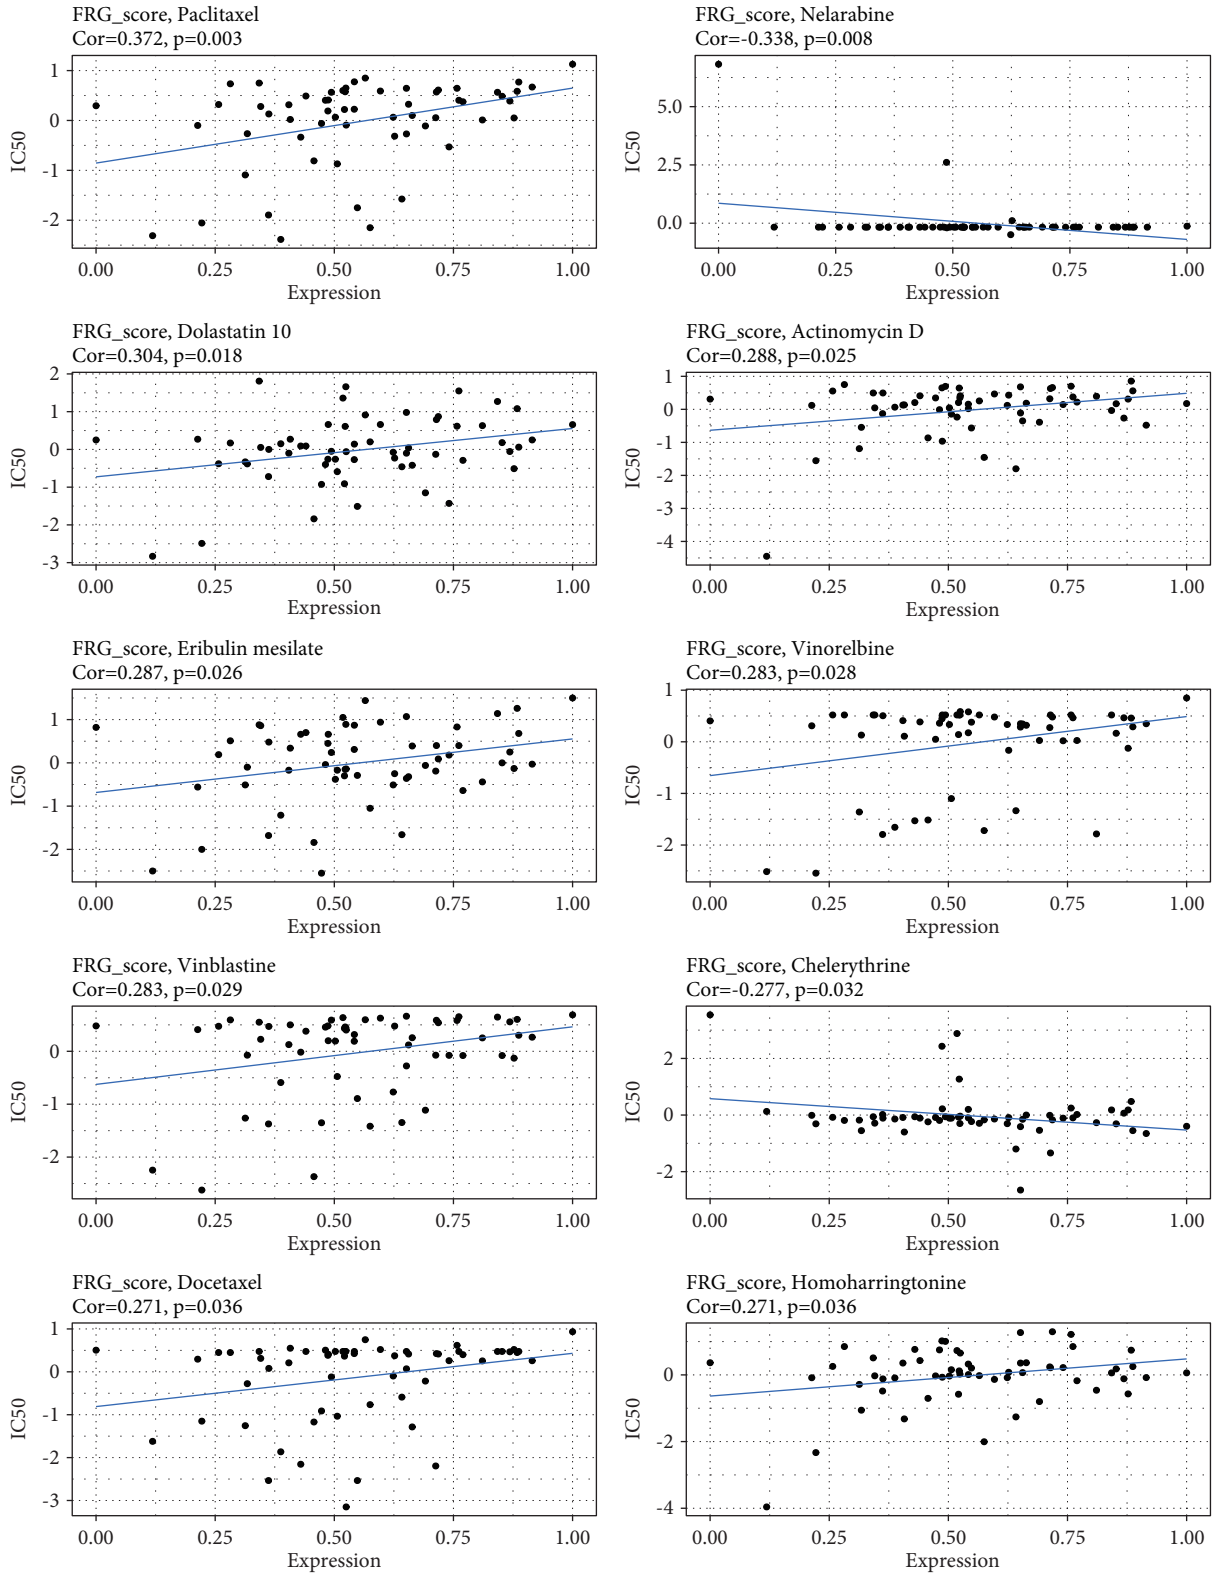 FRG_score, Paclitaxel
Cor=0.372, p=0.003
1
0
-1
-2
IC50
0.00 0.25 0.50 0.75 1.00
Expression
FRG_score, Nelarabine
Cor=-0.338, p=0.008
5.0
2.5
0.0
IC50
0.00 0.25 0.50 0.75 1.00
Expression
FRG_score, Dolastatin 10
Cor=0.304, p=0.018
2
1
0
-1
-2
-3
IC50
0.00 0.25 0.50 0.75 1.00
Expression
FRG_score, Actinomycin D
Cor=0.288, p=0.025
1
0
-1
-2
-3
-4
IC50
0.00 0.25 0.50 0.75 1.00
Expression
FRG_score, Eribulin mesilate
Cor=0.287, p=0.026
1
0
-1
-2
IC50
0.00 0.25 0.50 0.75 1.00
Expression
FRG_score, Vinorelbine
Cor=0.283, p=0.028
1
0
-1
-2
IC50
0.00 0.25 0.50 0.75 1.00
Expression
FRG_score, Vinblastine
Cor=0.283, p=0.029
0
-1
-2
IC50
0.00 0.25 0.50 0.75 1.00
Expression
FRG_score, Chelerythrine
Cor=-0.277, p=0.032
2
0
-2
IC50
0.00 0.25 0.50 0.75 1.00
Expression
FRG_score, Docetaxel
Cor=0.271, p=0.036
1
0
-1
-2
-3
IC50
0.00 0.25 0.50 0.75 1.00
Expression
FRG_score, Homoharringtonine
Cor=0.271, p=0.036
0
-2
-4
IC50
0.00 0.25 0.50 0.75 1.00
Expression